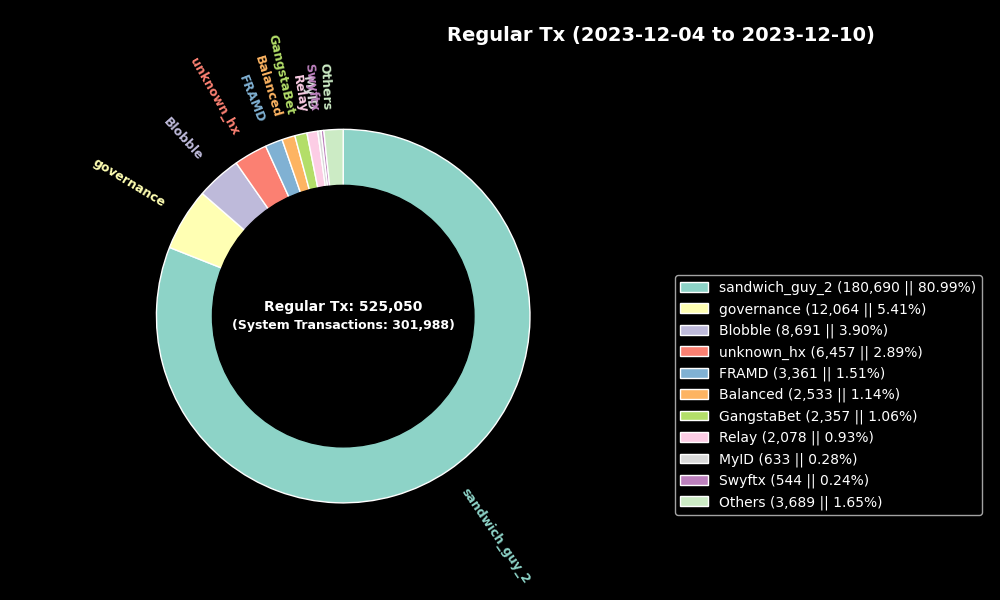 Regular Tx (2023-12-04 to 2023-12-10)
governance
Blobble
unknown_hx
FRAMD
Balanced
GangstaBet
Relay
MyID
Swyftx
Others
Regular Tx: 525,050
(System Transactions: 301,988)
sandwich_guy_2
sandwich_guy_2 (180,690 || 80.99%)
governance (12,064 || 5.41%)
Blobble (8,691 || 3.90%)
unknown_hx (6,457 || 2.89%)
FRAMD (3,361 || 1.51%)
Balanced (2,533 || 1.14%)
GangstaBet (2,357 || 1.06%)
Relay (2,078 || 0.93%)
MyID (633 || 0.28%)
Swyftx (544 || 0.24%)
Others (3,689 || 1.65%)